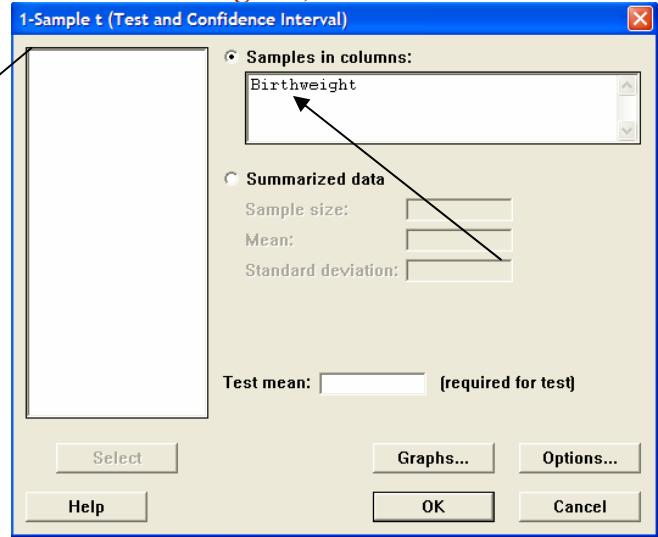 1-Sample t (Test and Confidence Interval)
Samples in columns:
Birthweight
Summarized data
Sample size:
Mean:
Standard deviation:
Test mean: (required for test)
Select Graphs... Options...
Help OK Cancel